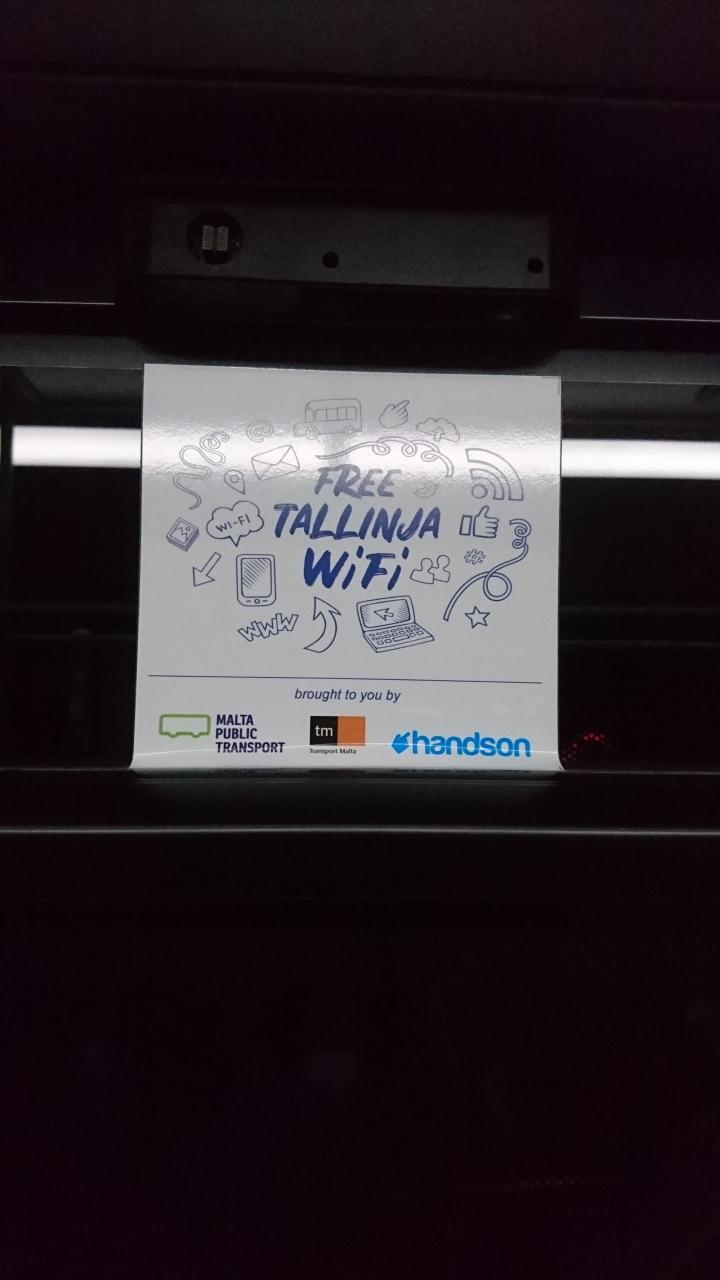 FREE
TALLINJA
WiFi
@
WI-FI
#
WWW
brought to you by
MALTA
PUBLIC
TRANSPORT
tm
Transport Malta
handson